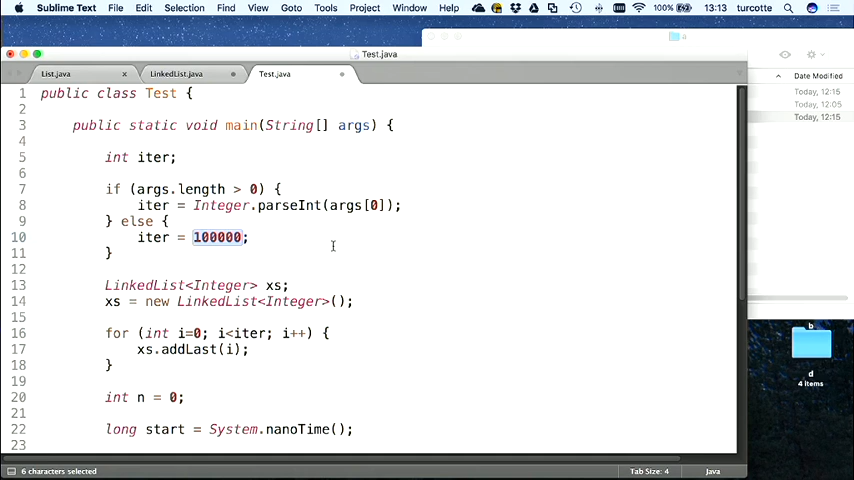 Sublime Text File Edit Selection Find View Goto Tools Project Window Help 100% 13:13 turcotte
a
Test.java
List.java × LinkedList.java Test.java
Date Modified
Today, 12:15
Today, 12:05
Today, 12:15
1 public class Test {
2
3 public static void main(String[] args) {
4
5 int iter;
6
7 if (args.length > 0) {
8 iter = Integer.parseInt(args[0]);
9 } else {
10 iter = 100000;
11 }
12
13 LinkedList<Integer> xs;
14 xs = new LinkedList<Integer>();
15
16 for (int i=0; i<iter; i++) {
17 xs.addLast(i);
18 }
19
20 int n = 0;
21
22 long start = System.nanoTime();
23
b
d
4 items
6 characters selected Tab Size: 4 Java